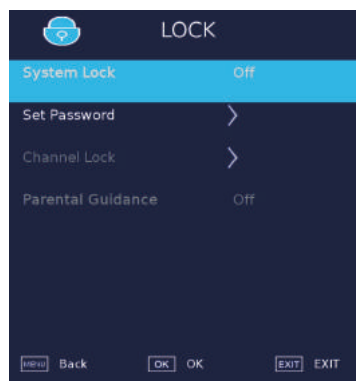 LOCK
System Lock Off
Set Password
Channel Lock
Parental Guidance Off
MENU Back OK OK EXIT EXIT